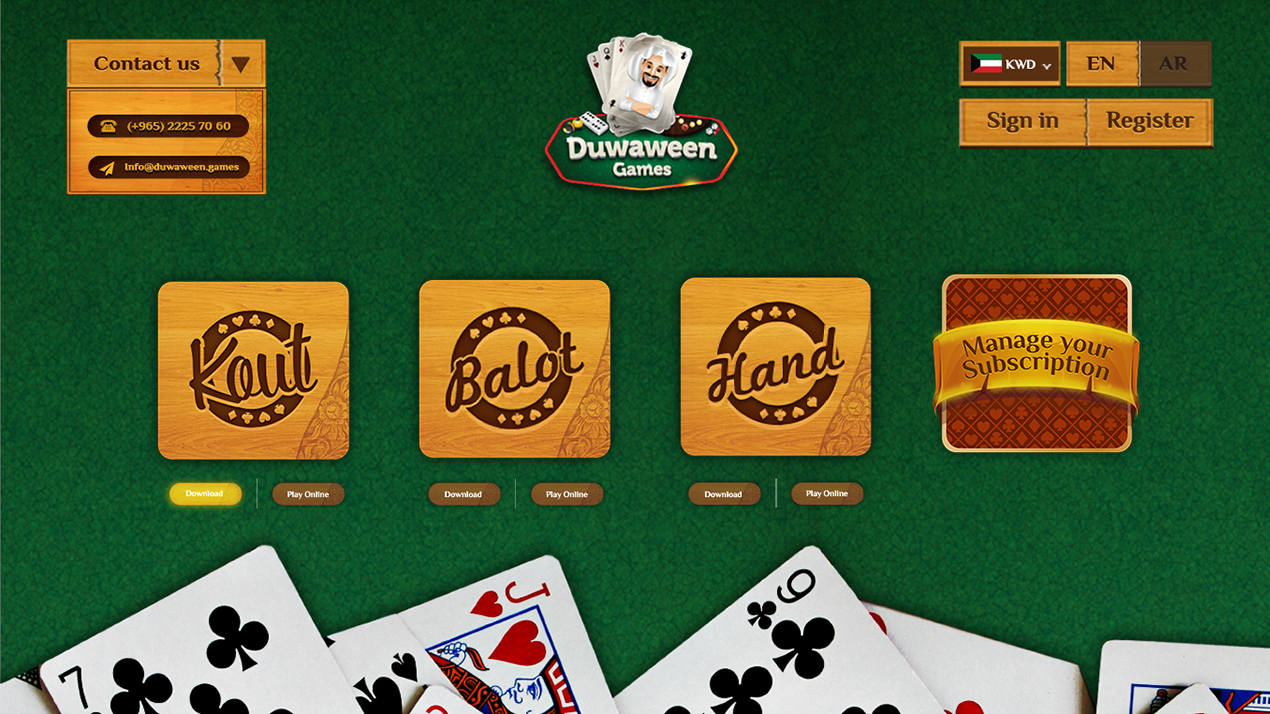 Contact us
(+965) 2225 70 60
Info@duwaween.games
J
Q
K
Duwaween
Games
KWD
EN
AR
Sign in
Register
Kout
Balot
Hand
Manage your
Subscription
Download
Play Online
Download
Play Online
Download
Play Online
7
J
9